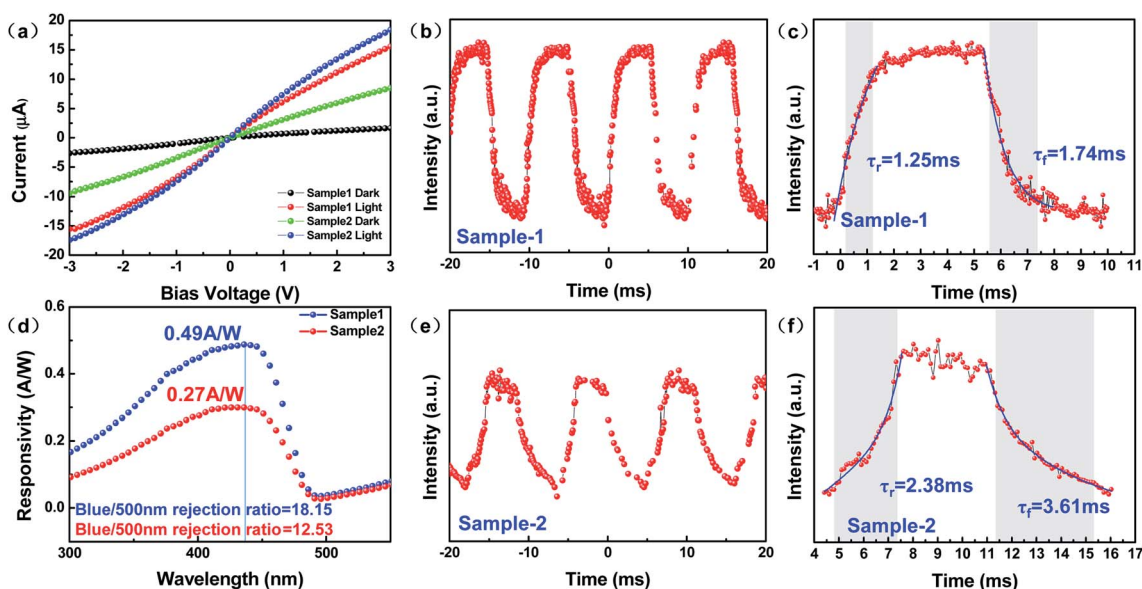 (a)
Current (μA)
20
15
10
5
0
-5
-10
-15
-20
-3
-2
-1
0
1
2
3
Bias Voltage (V)
Sample1 Dark
Sample1 Light
Sample2 Dark
Sample2 Light
(b)
Intensity (a.u.)
Sample-1
-20
-10
0
10
20
Time (ms)
(c)
Intensity (a.u.)
τr=1.25ms
τf=1.74ms
Sample-1
-1 0 1 2 3 4 5 6 7 8 9 10 11
Time (ms)
(d)
Responsivity (A/W)
0.6
0.4
0.2
0.0
Sample1
Sample2
0.49A/W
0.27A/W
Blue/500nm rejection ratio=18.15
Blue/500nm rejection ratio=12.53
300
400
500
Wavelength (nm)
(e)
Intensity (a.u.)
Sample-2
-20
-10
0
10
20
Time (ms)
(f)
Intensity (a.u.)
τr=2.38ms
τf=3.61ms
Sample-2
4 5 6 7 8 9 10 11 12 13 14 15 16 17
Time (ms)